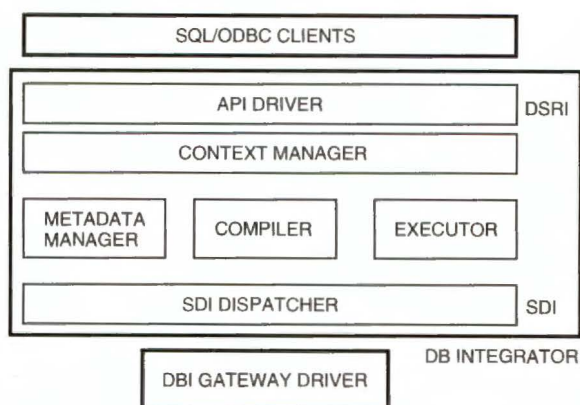 SQL/ODBC CLIENTS
API DRIVER
DSRI
CONTEXT MANAGER
METADATA
MANAGER
COMPILER
EXECUTOR
SDI DISPATCHER
SDI
DB INTEGRATOR
DBI GATEWAY DRIVER